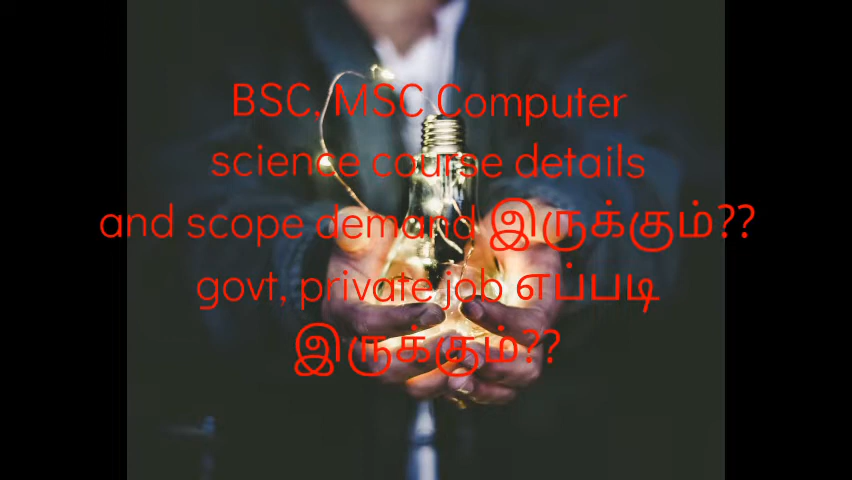 BSC, MSC Computer
science course details
and scope demand இருக்கும்??
govt, private job எப்படி
இருக்கும்??